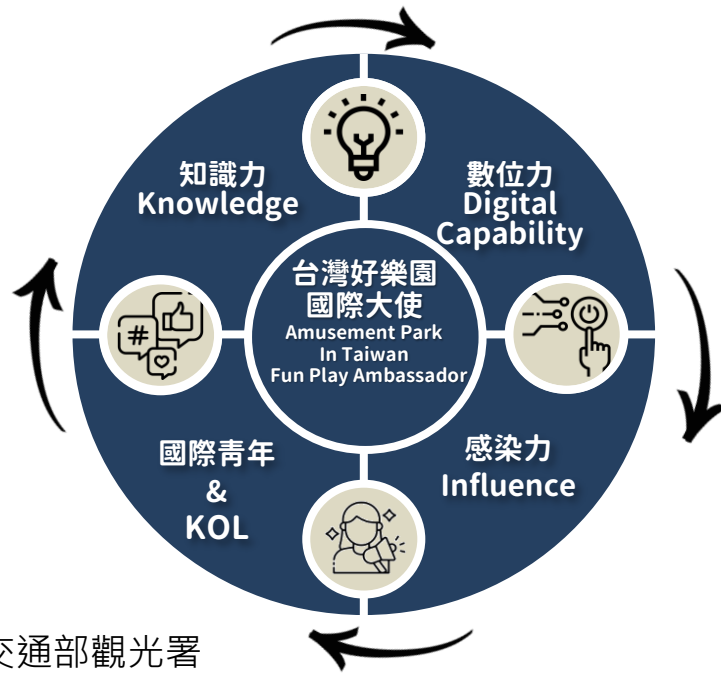 知識力
Knowledge
數位力
Digital
Capability
台灣好樂園
國際大使
Amusement Park
In Taiwan
Fun Play Ambassador
#
國際青年
&
KOL
感染力
Influence
交通部觀光署